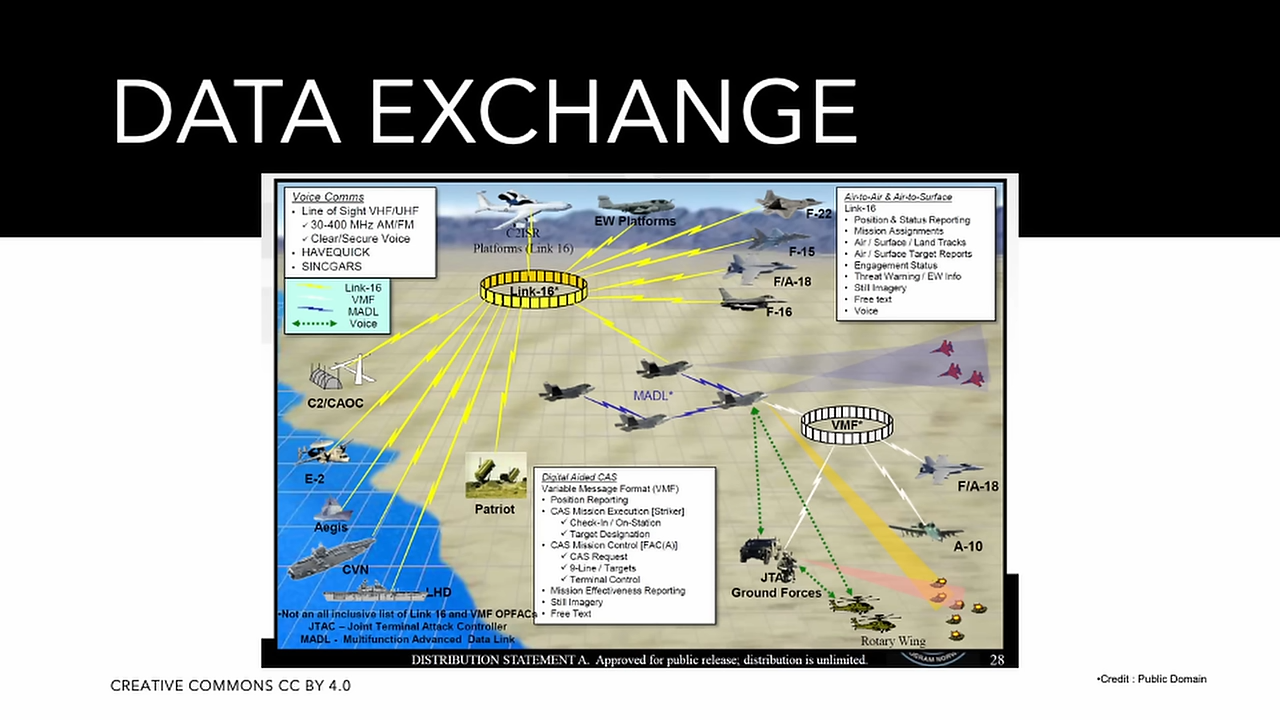 DATA EXCHANGE
Voice Comms
• Line of Sight VHF/UHF
✓ 30-400 MHz AM/FM
✓ Clear/Secure Voice
• HAVEQUICK
• SINCGARS
Link-16
VMF
MADL
Voice
C2ISR
Platforms (Link 16)
EW Platforms
F-22
F-15
F/A-18
F-16
Link-16*
Air-to-Air & Air-to-Surface
Link-16
• Position & Status Reporting
• Mission Assignments
• Air / Surface / Land Tracks
• Air / Surface Target Reports
• Engagement Status
• Threat Warning / EW Info
• Still Imagery
• Free text
• Voice
C2/CAOC
MADL*
VMF*
E-2
Aegis
CVN
LHD
Patriot
Digital Aided CAS
Variable Message Format (VMF)
• Position Reporting
• CAS Mission Execution [Striker]
✓ Check-In / On-Station
✓ Target Designation
• CAS Mission Control [FAC(A)]
✓ CAS Request
✓ 9-Line / Targets
✓ Terminal Control
• Mission Effectiveness Reporting
• Still Imagery
• Free Text
F/A-18
A-10
JTAC
Ground Forces
Rotary Wing
•Not an all inclusive list of Link 16 and VMF OPFACs
JTAC – Joint Terminal Attack Controller
MADL - Multifunction Advanced Data Link
DISTRIBUTION STATEMENT A. Approved for public release; distribution is unlimited.
28
CREATIVE COMMONS CC BY 4.0
•Credit : Public Domain